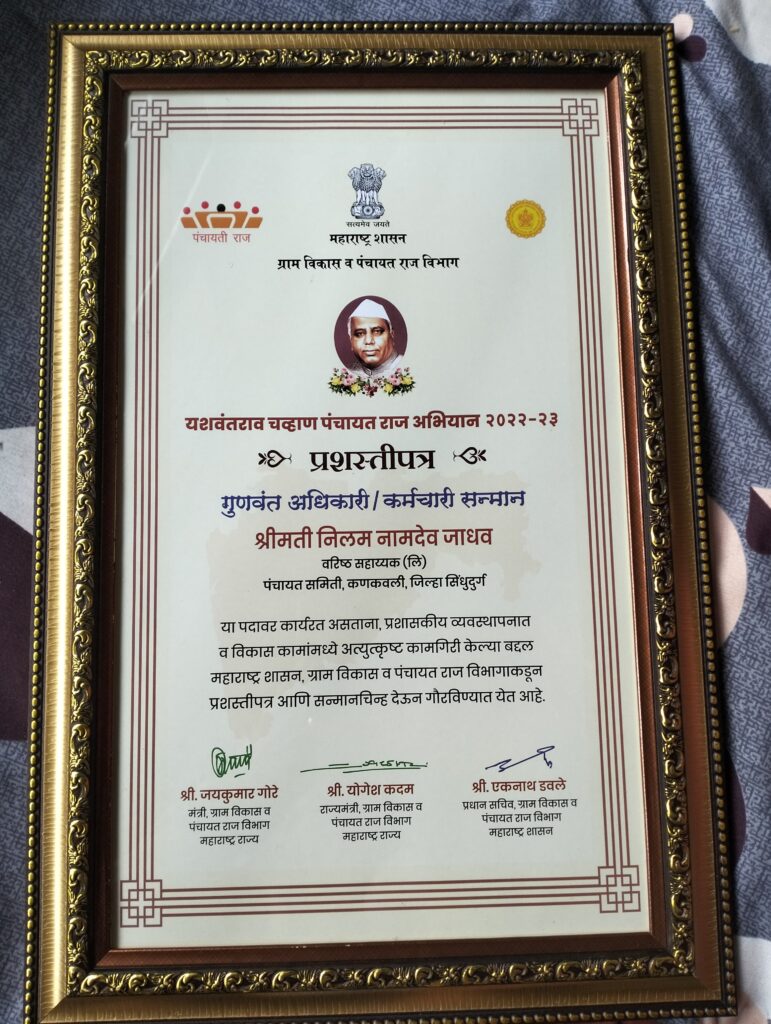 पंचायती राज
सत्यमेव जयते
महाराष्ट्र शासन
ग्राम विकास व पंचायत राज विभाग
यशवंतराव चव्हाण पंचायत राज अभियान २०२२-२३
प्रशस्तीपत्र
गुणवंत अधिकारी / कर्मचारी सन्मान
श्रीमती निलम नामदेव जाधव
वरिष्ठ सहाय्यक (लि)
पंचायत समिती, कणकवली, जिल्हा सिंधुदुर्ग
या पदावर कार्यरत असताना, प्रशासकीय व्यवस्थापनात
व विकास कामांमध्ये अत्युत्कृष्ट कामगिरी केल्या बद्दल
महाराष्ट्र शासन, ग्राम विकास व पंचायत राज विभागाकडून
प्रशस्तीपत्र आणि सन्मानचिन्ह देऊन गौरविण्यात येत आहे.
श्री. जयकुमार गोरे
मंत्री, ग्राम विकास व
पंचायत राज विभाग
महाराष्ट्र राज्य
श्री. योगेश कदम
राज्यमंत्री, ग्राम विकास व
पंचायत राज विभाग
महाराष्ट्र राज्य
श्री. एकनाथ डवले
प्रधान सचिव, ग्राम विकास व
पंचायत राज विभाग
महाराष्ट्र शासन